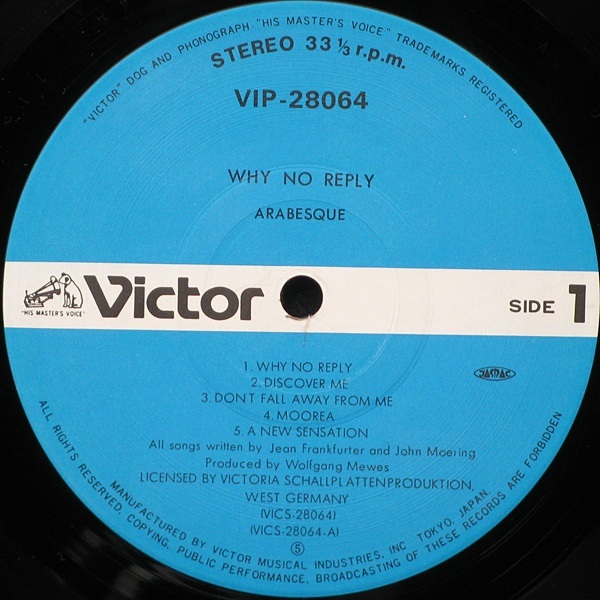 "VICTOR" DOG AND PHONOGRAPH · "HIS MASTER'S VOICE" TRADEMARKS REGISTERED
STEREO 33 1/3 r.p.m.
VIP-28064
WHY NO REPLY
ARABESQUE
"HIS MASTER'S VOICE"
Victor
SIDE 1
1. WHY NO REPLY
2. DISCOVER ME
3. DON'T FALL AWAY FROM ME
4. MOOREA
5. A NEW SENSATION
JASRAC
All songs written by Jean Frankfurter and John Moering
Produced by Wolfgang Mewes
LICENSED BY VICTORIA SCHALLPLATTENPRODUKTION,
WEST GERMANY
(VICS-28064)
(VICS-28064-A)
⑤
MANUFACTURED BY VICTOR MUSICAL INDUSTRIES, INC. TOKYO, JAPAN.
ALL RIGHTS RESERVED. COPYING, PUBLIC PERFORMANCE, BROADCASTING OF THESE RECORDS ARE FORBIDDEN